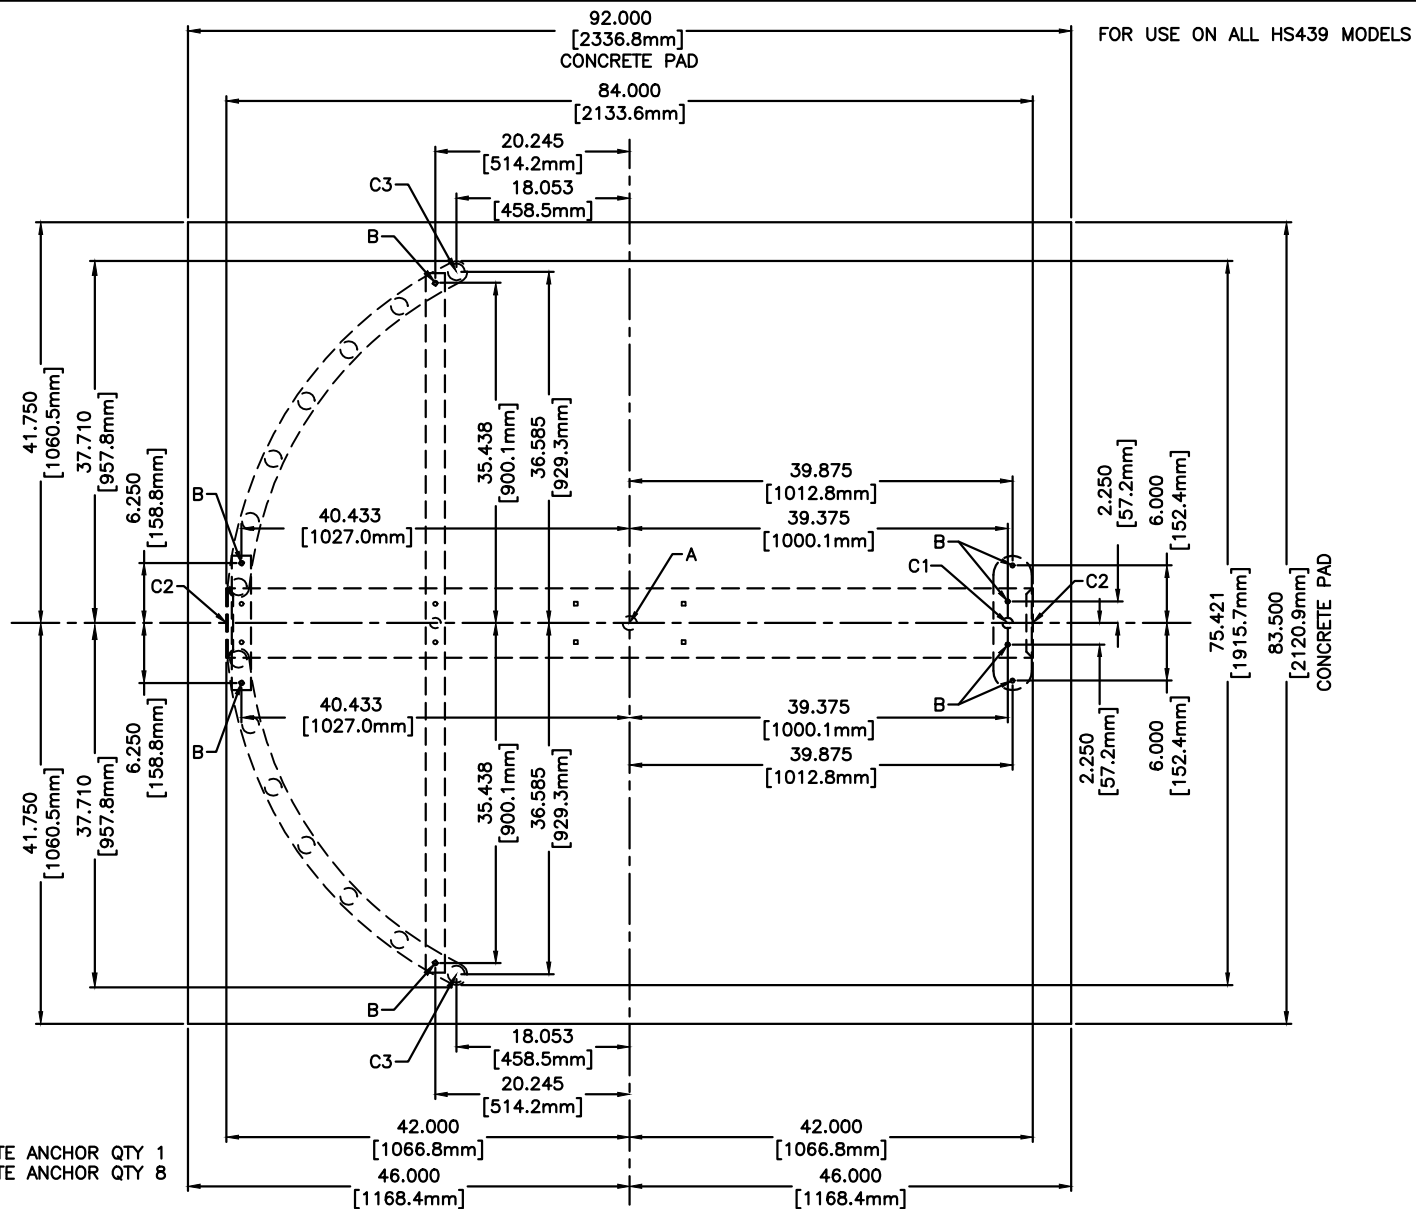 92.000
[2336.8mm]
CONCRETE PAD
FOR USE ON ALL HS439 MODELS
84.000
[2133.6mm]
20.245
[514.2mm]
C3
18.053
[458.5mm]
B
41.750
[1060.5mm]
37.710
[957.8mm]
6.250
[158.8mm]
35.438
[900.1mm]
36.585
[929.3mm]
39.875
[1012.8mm]
2.250
[57.2mm]
6.000
[152.4mm]
B
40.433
[1027.0mm]
39.375
[1000.1mm]
A
B
C1
C2
C2
75.421
[1915.7mm]
83.500
[2120.9mm]
CONCRETE PAD
40.433
[1027.0mm]
39.375
[1000.1mm]
B
B
39.875
[1012.8mm]
41.750
[1060.5mm]
37.710
[957.8mm]
6.250
[158.8mm]
35.438
[900.1mm]
36.585
[929.3mm]
2.250
[57.2mm]
6.000
[152.4mm]
B
C3
18.053
[458.5mm]
20.245
[514.2mm]
42.000
[1066.8mm]
42.000
[1066.8mm]
TE ANCHOR QTY 1
TE ANCHOR QTY 8
46.000
[1168.4mm]
46.000
[1168.4mm]